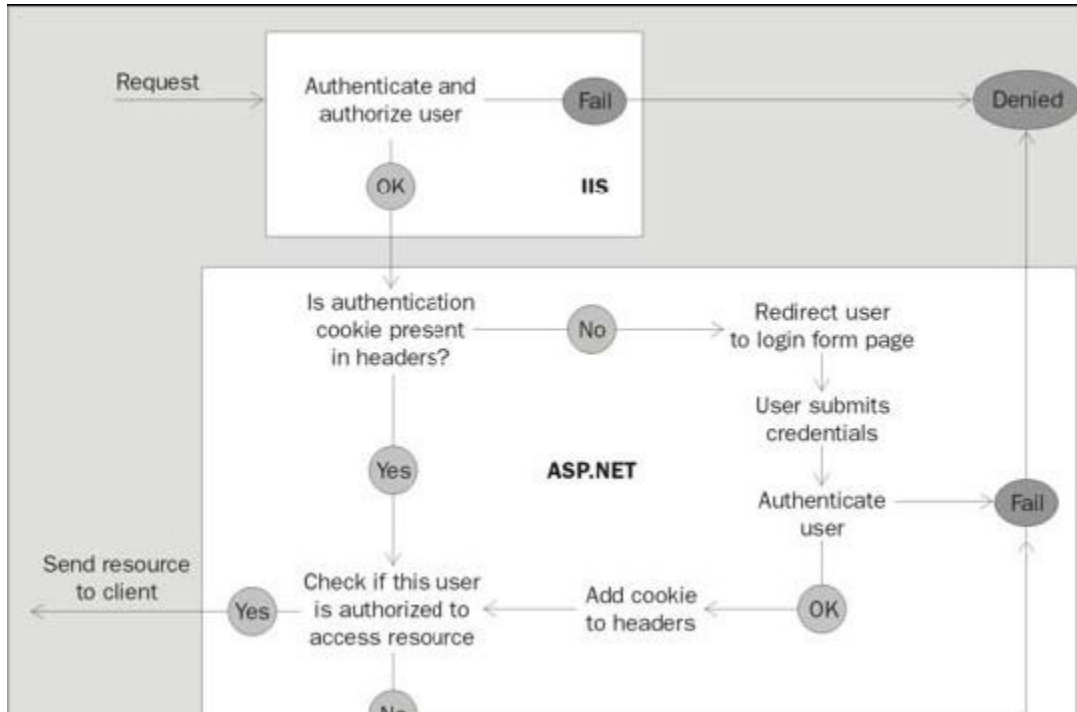 Request
Authenticate and
authorize user
Fail
Denied
OK
IIS
Is authentication
cookie present
in headers?
No
Redirect user
to login form page
User submits
credentials
Yes
ASP.NET
Authenticate
user
Fail
Send resource
to client
Yes
Check if this user
is authorized to
access resource
Add cookie
to headers
OK
No